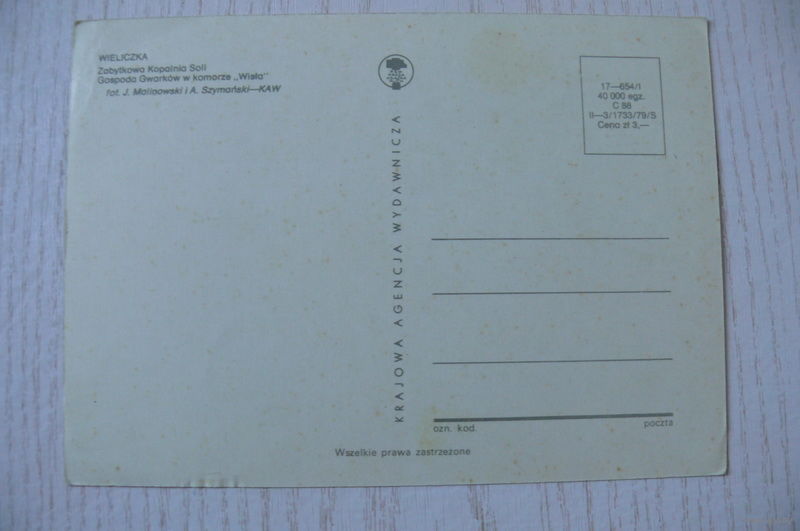 WIELICZKA
Zabytkowa Kopalnia Soli
Gospoda Gwarków w komorze „Wisła”
fot. J. Malinowski i A. Szymański—KAW
KRAJOWA AGENCJA WYDAWNICZA
17—654/1
40 000 egz.
C 86
II—3/1733/79/S
Cena zł 3,—
ozn. kod.
poczta
Wszelkie prawa zastrzeżone